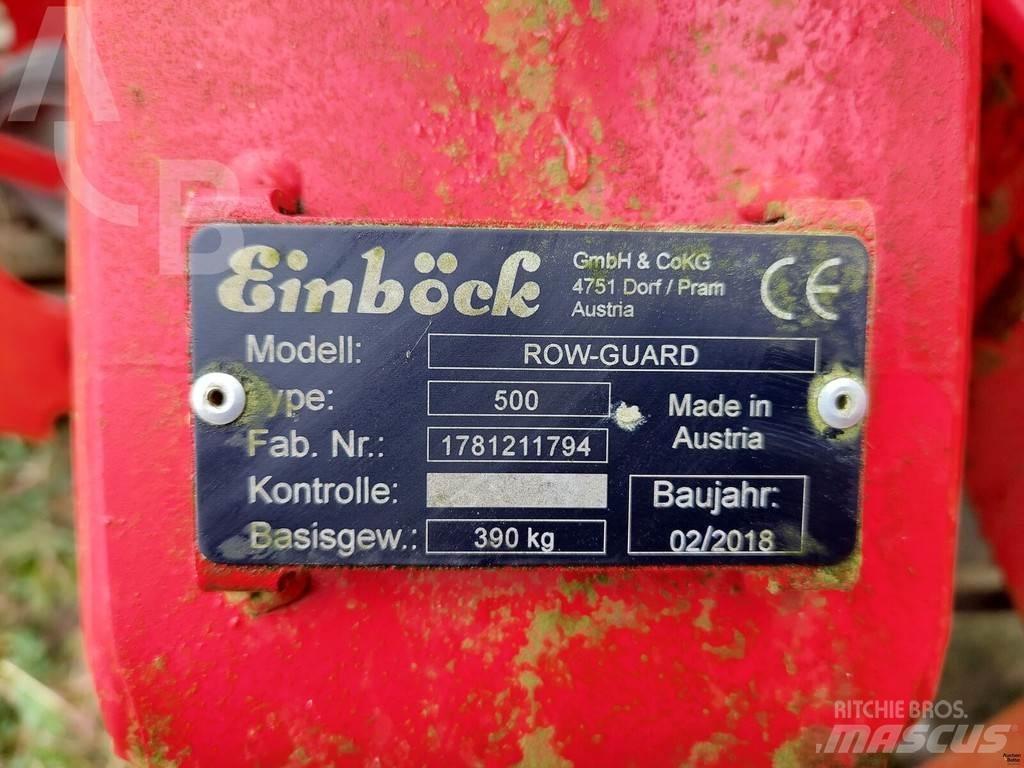 Einböck
GmbH & CoKG
4751 Dorf / Pram
Austria
CE
Modell: ROW-GUARD
Type: 500
Made in
Austria
Fab. Nr.: 1781211794
Kontrolle:
Baujahr:
02/2018
Basisgew.: 390 kg
A
C
B
RITCHIE BROS.
MASCUS